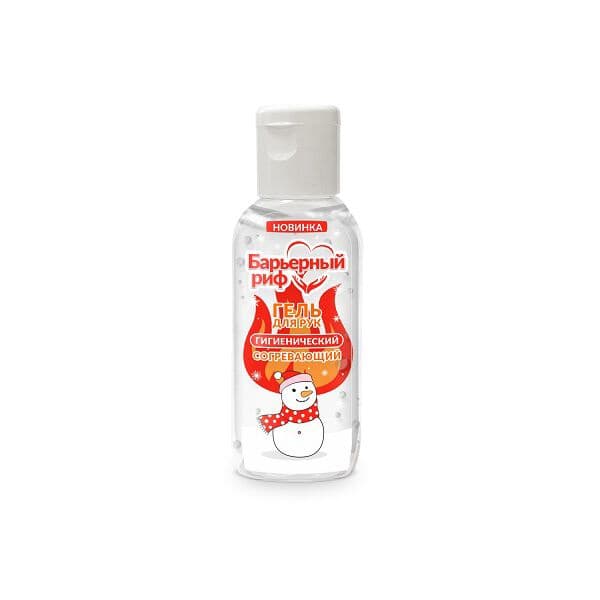 НОВИНКА
Барьерный
риф
ГЕЛЬ
ДЛЯ РУК
ГИГИЕНИЧЕСКИЙ
СОГРЕВАЮЩИЙ